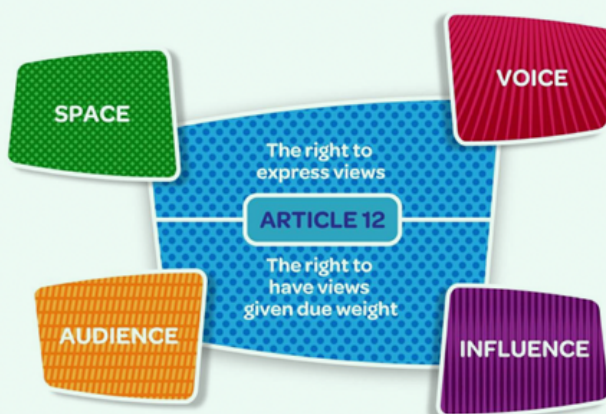 SPACE
VOICE
The right to
express views
ARTICLE 12
The right to
have views
given due weight
AUDIENCE
INFLUENCE